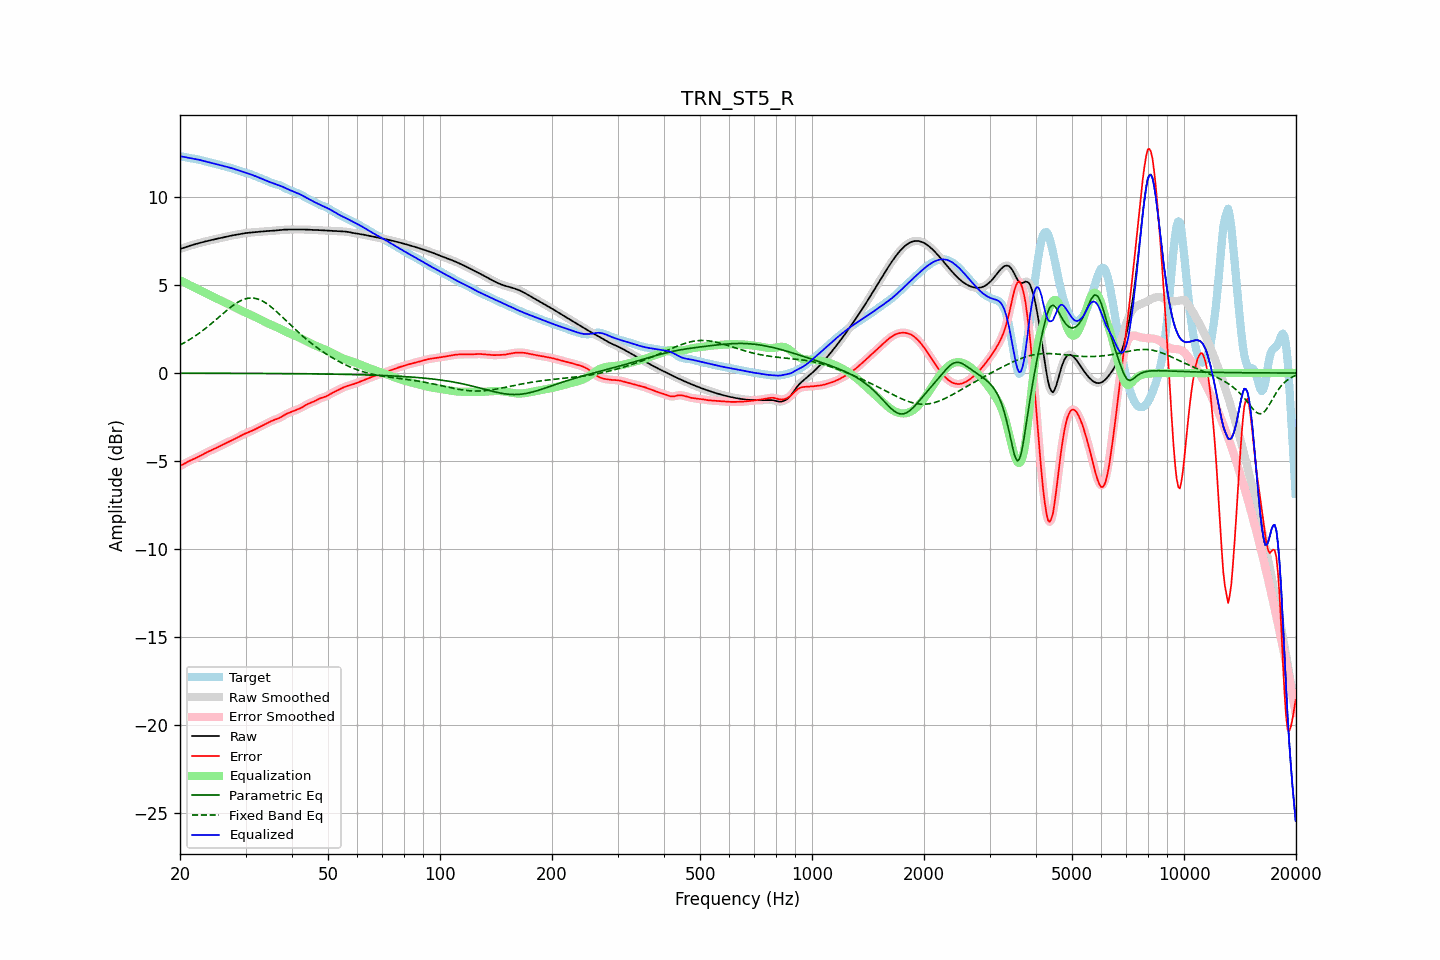 TRN_ST5_R
Amplitude (dBr)
10
5
0
−5
−10
−15
−20
−25
Target
Raw Smoothed
Error Smoothed
Raw
Error
Equalization
Parametric Eq
Fixed Band Eq
Equalized
20 50 100 200 500 1000 2000 5000 10000 20000
Frequency (Hz)